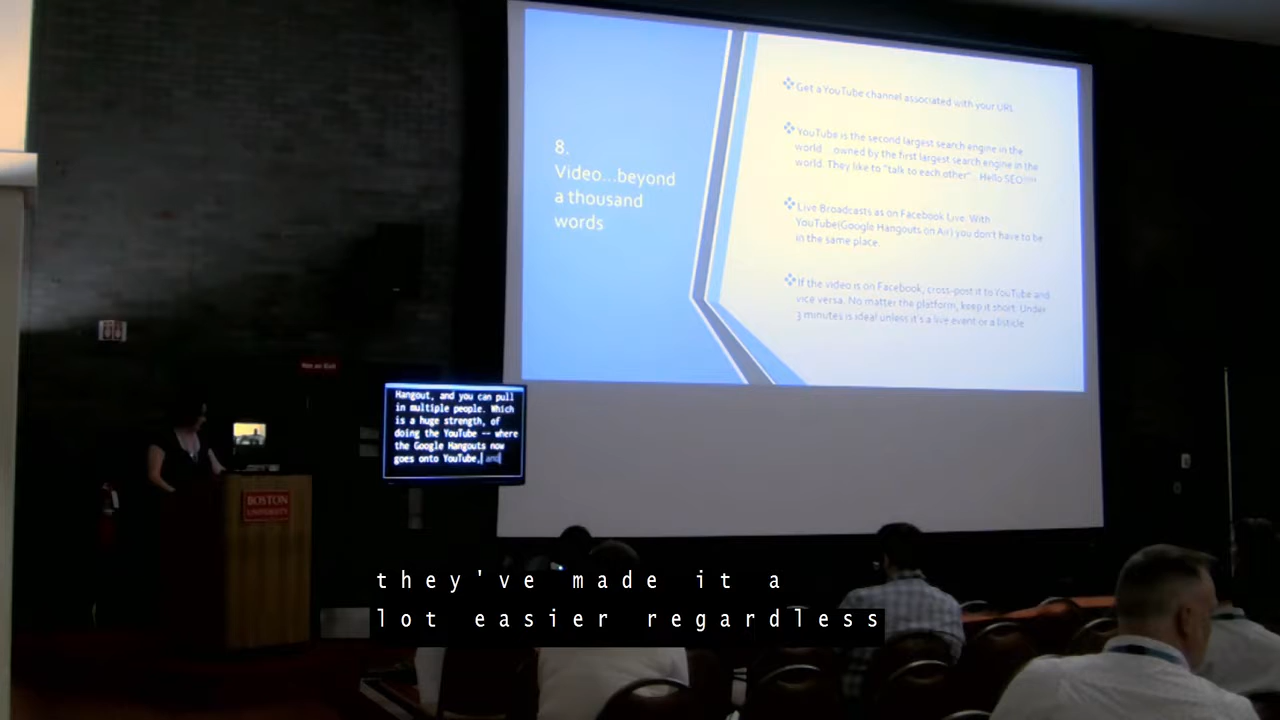 8.
Video...beyond
a thousand
words
Get a YouTube channel associated with your URL
YouTube is the second largest search engine in the
world... owned by the first largest search engine in the
world. They like to "talk to each other"... Hello SEO!!!!!
Live Broadcasts as on Facebook Live. With
YouTube(Google Hangouts on Air) you don't have to be
in the same place.
If the video is on Facebook, cross-post it to YouTube and
vice versa. No matter the platform, keep it short. Under
3 minutes is ideal unless it's a live event or a listicle
Not an Exit
Hangout, and you can pull
in multiple people. Which
is a huge strength, of
doing the YouTube -- where
the Google Hangouts now
goes onto YouTube, and
BOSTON
UNIVERSITY
they've made it a
lot easier regardless